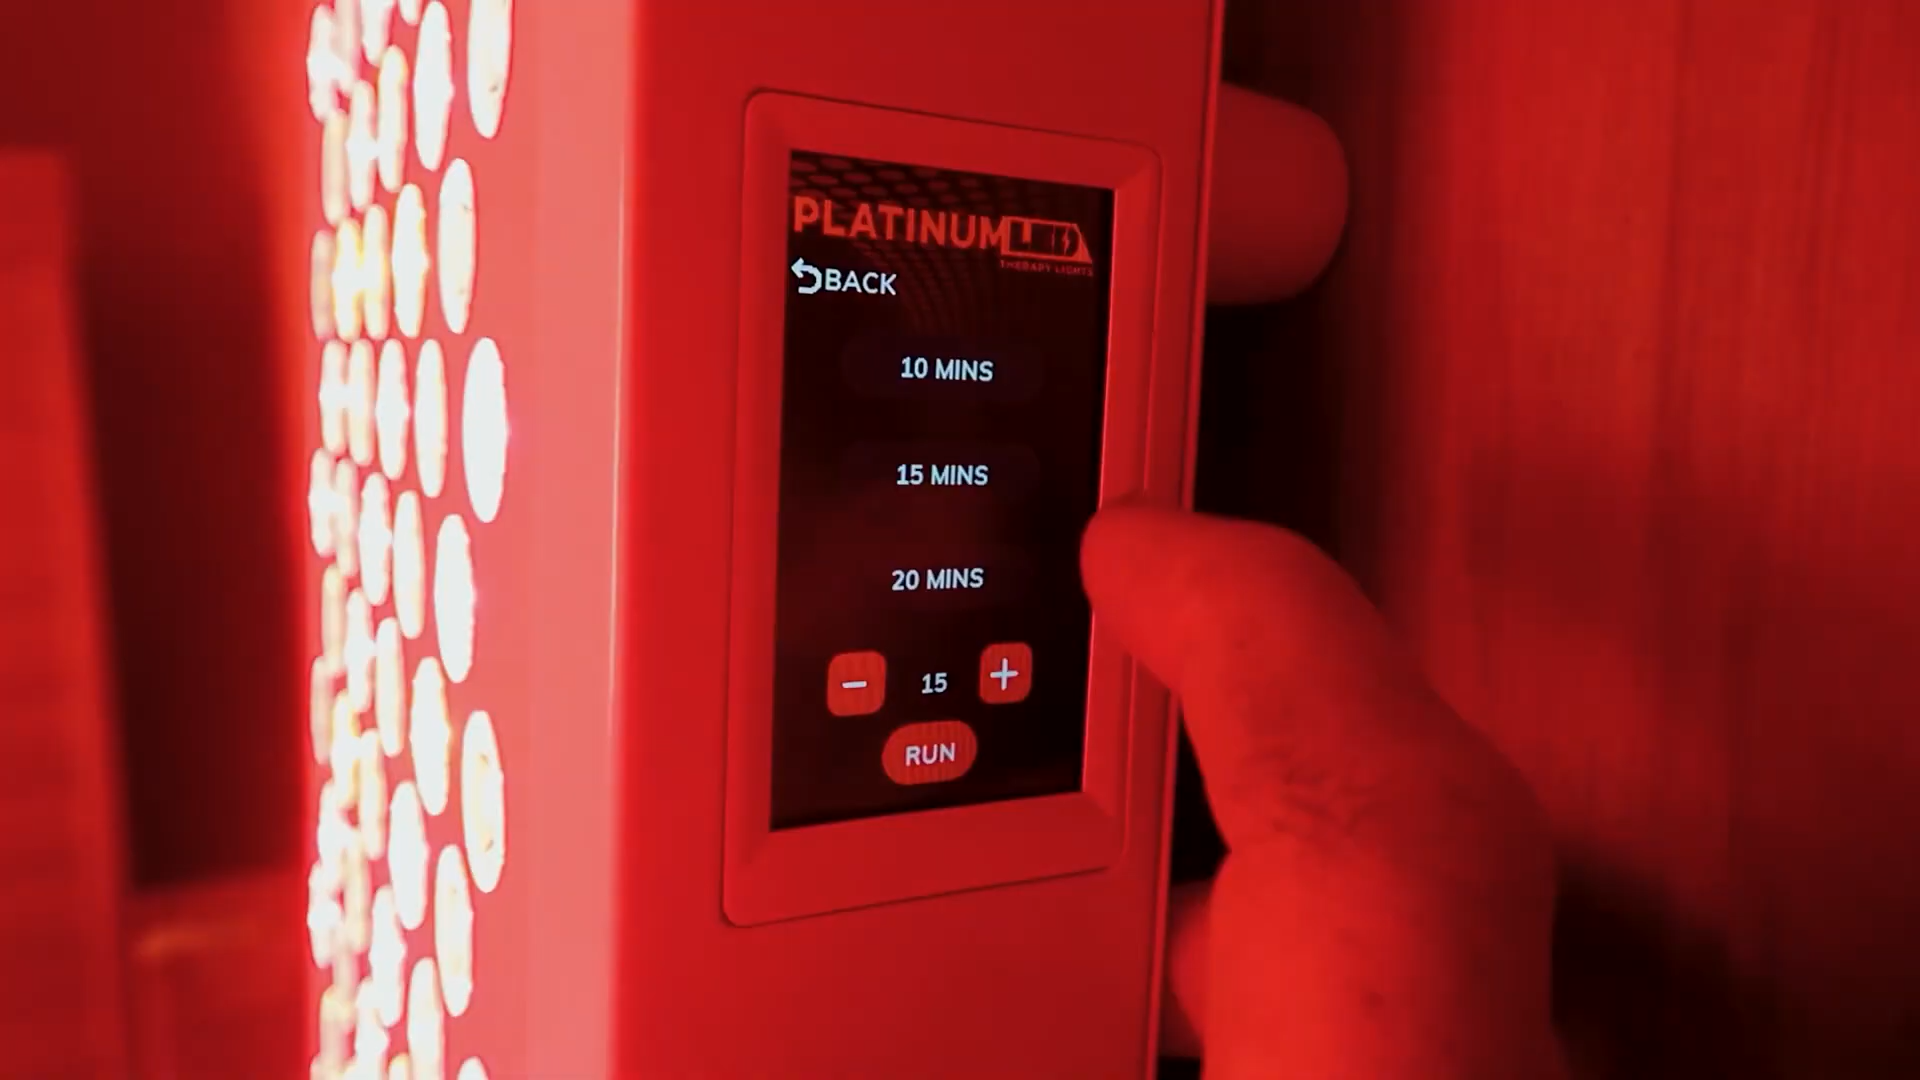 PLATINUM
THERAPY LIGHTS
BACK
10 MINS
15 MINS
20 MINS
− 15 +
RUN